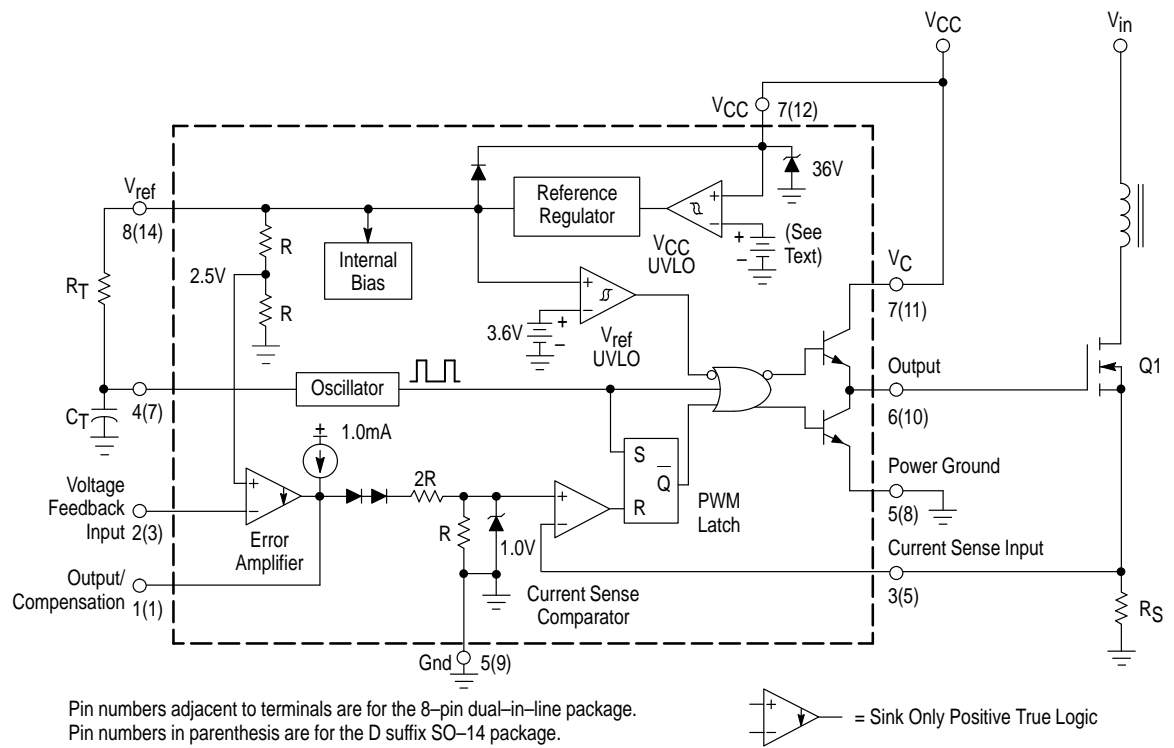 VCC
Vin
VCC
7(12)
36V
Vref
8(14)
Reference
Regulator
+
–
VCC
UVLO
+
–
(See
Text)
R
Internal
Bias
2.5V
RT
R
VC
7(11)
+
–
3.6V
+
–
Vref
UVLO
Output
6(10)
Q1
Oscillator
4(7)
CT
+
1.0mA
S
Q
R
PWM
Latch
Power Ground
5(8)
Voltage
Feedback
Input
2(3)
+
–
Error
Amplifier
2R
R
1.0V
+
–
Current Sense
Comparator
Current Sense Input
3(5)
Output/
Compensation
1(1)
RS
Gnd
5(9)
Pin numbers adjacent to terminals are for the 8–pin dual–in–line package.
Pin numbers in parenthesis are for the D suffix SO–14 package.
+
–
= Sink Only Positive True Logic